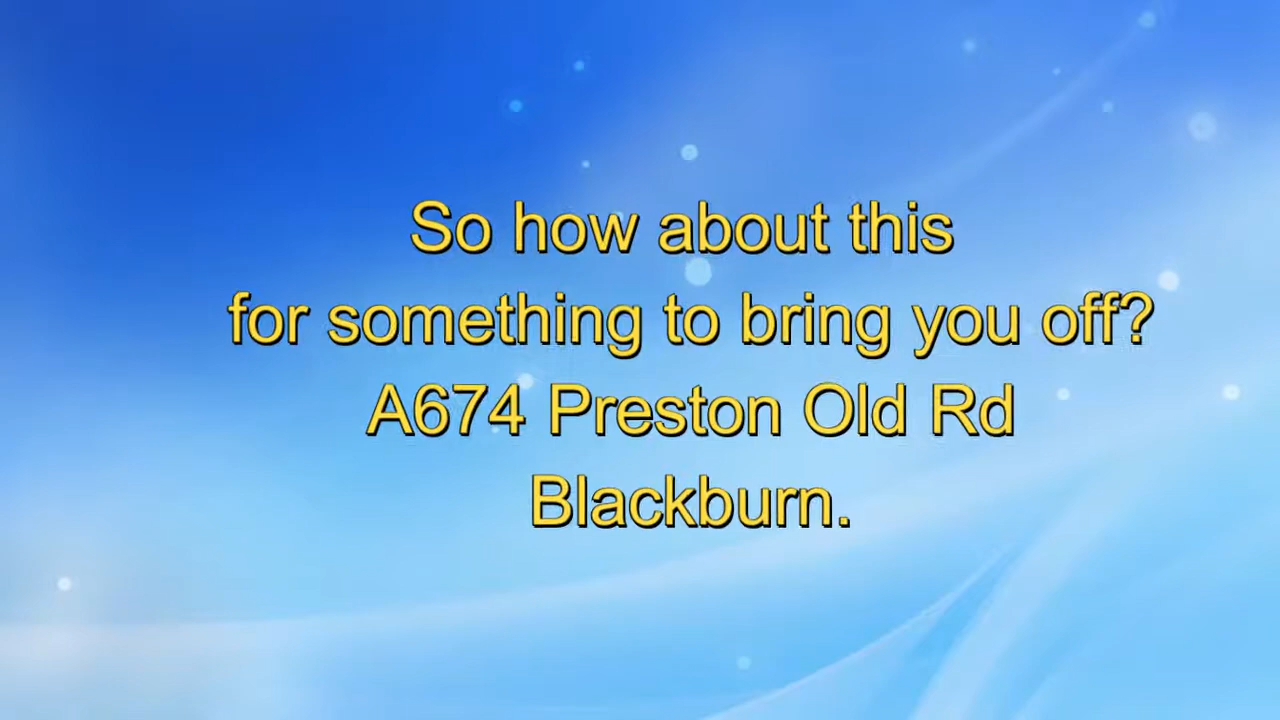 So how about this
for something to bring you off?
A674 Preston Old Rd
Blackburn.